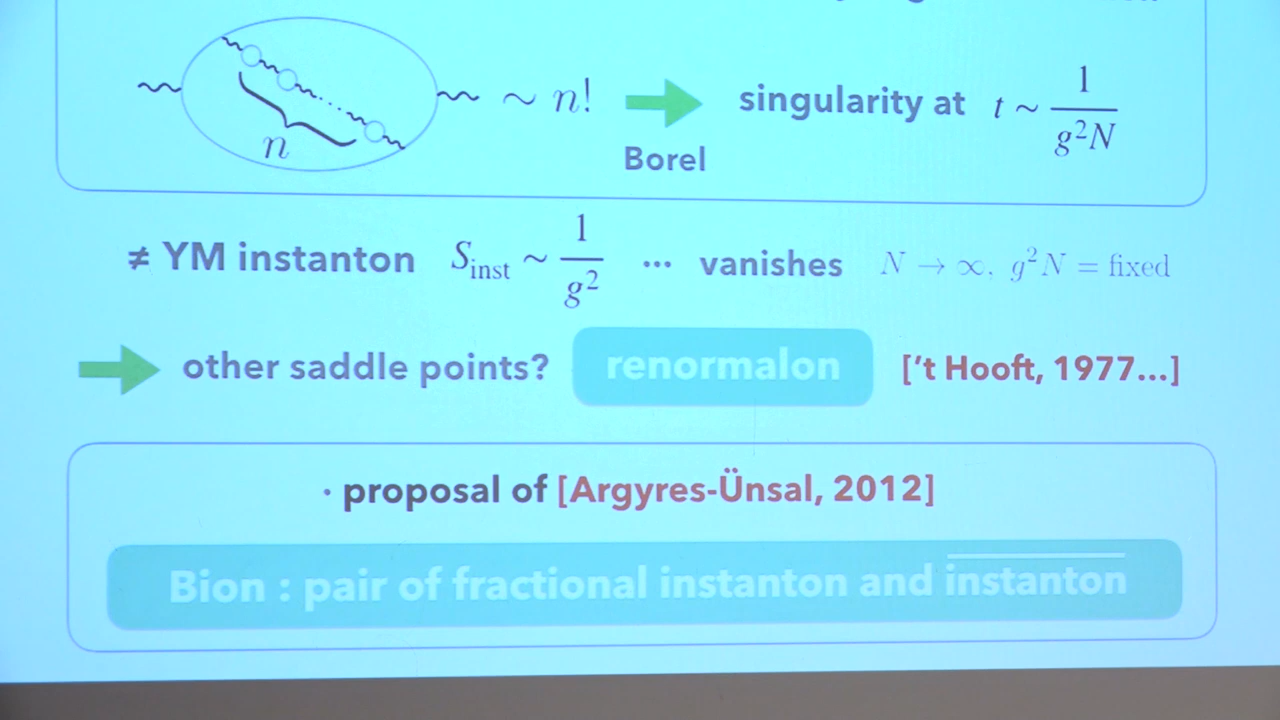 ∼ n! singularity at t ∼ 1/(g²N)
n
Borel
≠ YM instanton S_inst ∼ 1/g² ... vanishes N → ∞, g²N = fixed
other saddle points? renormalon ['t Hooft, 1977...]
· proposal of [Argyres-Ünsal, 2012]
Bion : pair of fractional instanton and i̅n̅s̅t̅a̅n̅t̅o̅n̅